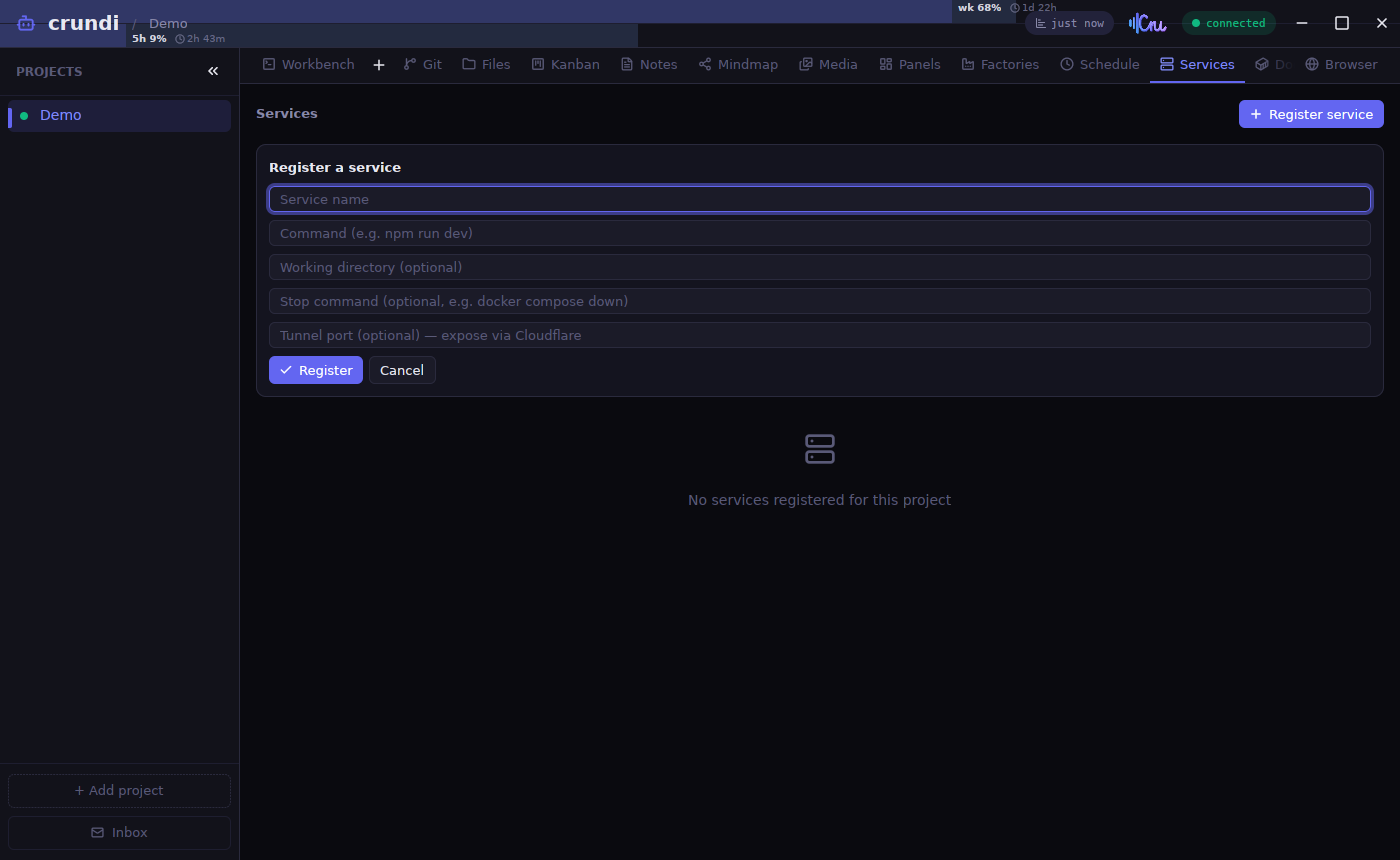 wk 68% 1d 22h
crundi / Demo
5h 9% 2h 43m
just now
Cru
connected
PROJECTS
Workbench Git Files Kanban Notes Mindmap Media Panels Factories Schedule Services Do Browser
Demo
Services
+ Register service
Register a service
Service name
Command (e.g. npm run dev)
Working directory (optional)
Stop command (optional, e.g. docker compose down)
Tunnel port (optional) — expose via Cloudflare
Register
Cancel
No services registered for this project
+ Add project
Inbox